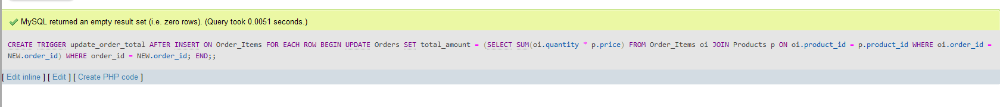 MySQL returned an empty result set (i.e. zero rows). (Query took 0.0051 seconds.)
CREATE TRIGGER update_order_total AFTER INSERT ON Order_Items FOR EACH ROW BEGIN UPDATE Orders SET total_amount = (SELECT SUM(oi.quantity * p.price) FROM Order_Items oi JOIN Products p ON oi.product_id = p.product_id WHERE oi.order_id =
NEW.order_id) WHERE order_id = NEW.order_id; END;;
[ Edit inline ] [ Edit ] [ Create PHP code ]